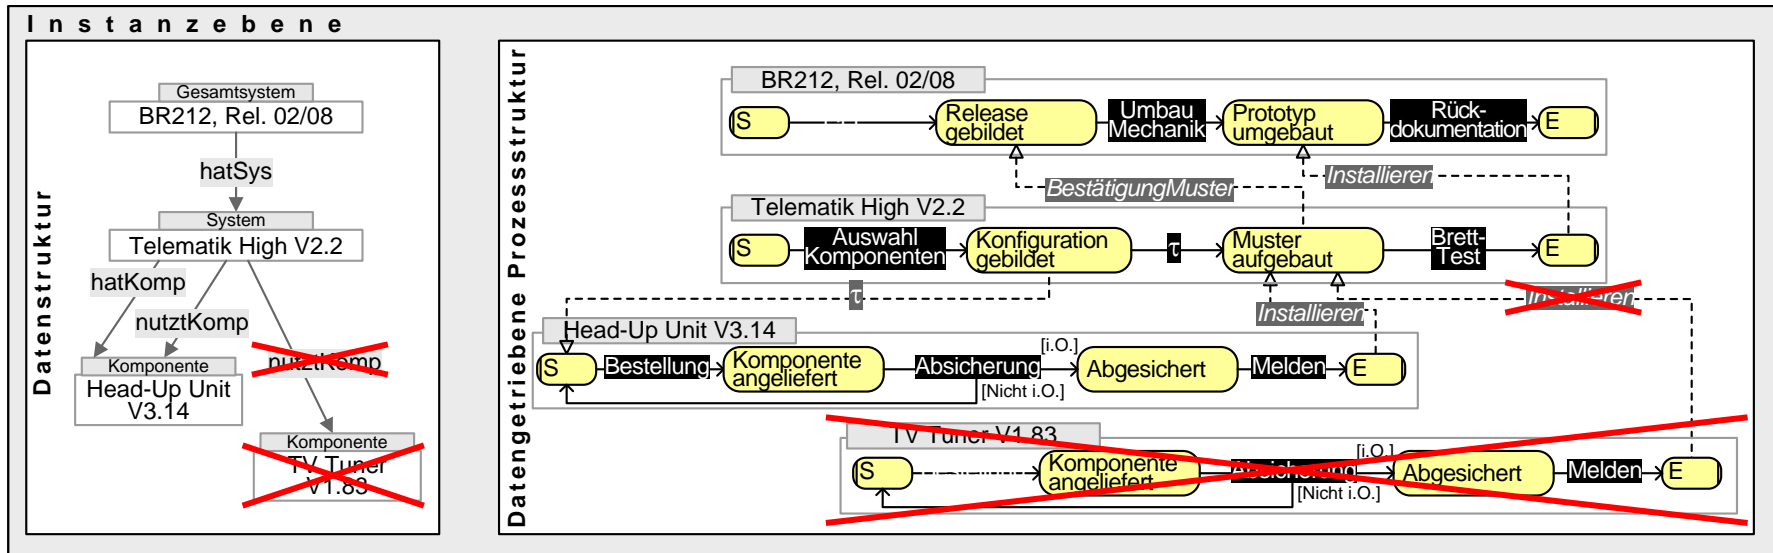 Instanzebene
Datenstruktur
Gesamtsystem
BR212, Rel. 02/08
hatSys
System
Telematik High V2.2
hatKomp
nutztKomp
nutztKomp
Komponente
Head-Up Unit
V3.14
Komponente
TV Tuner
V1.83
Datengetriebene Prozessstruktur
BR212, Rel. 02/08
S
Release
gebildet
Umbau
Mechanik
Prototyp
umgebaut
Rück-
dokumentation
E
BestätigungMuster
Installieren
Telematik High V2.2
S
Auswahl
Komponenten
Konfiguration
gebildet
τ
Muster
aufgebaut
Brett-
Test
E
τ
Installieren
Installieren
Head-Up Unit V3.14
S
Bestellung
Komponente
angeliefert
Absicherung
[i.O.]
[Nicht i.O.]
Abgesichert
Melden
E
TV Tuner V1.83
S
Bestellung
Komponente
angeliefert
Absicherung
[i.O.]
[Nicht i.O.]
Abgesichert
Melden
E